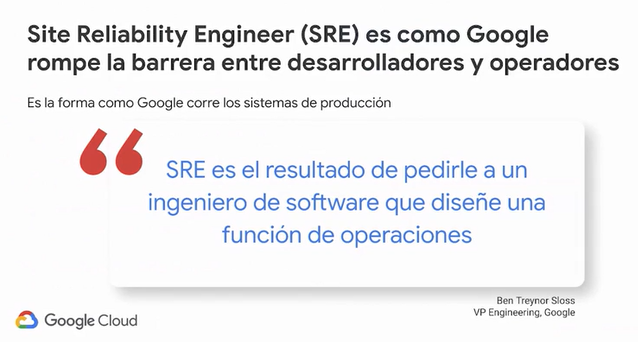 Site Reliability Engineer (SRE) es como Google
rompe la barrera entre desarrolladores y operadores
Es la forma como Google corre los sistemas de producción
SRE es el resultado de pedirle a un
ingeniero de software que diseñe una
función de operaciones
Ben Treynor Sloss
VP Engineering, Google
Google Cloud